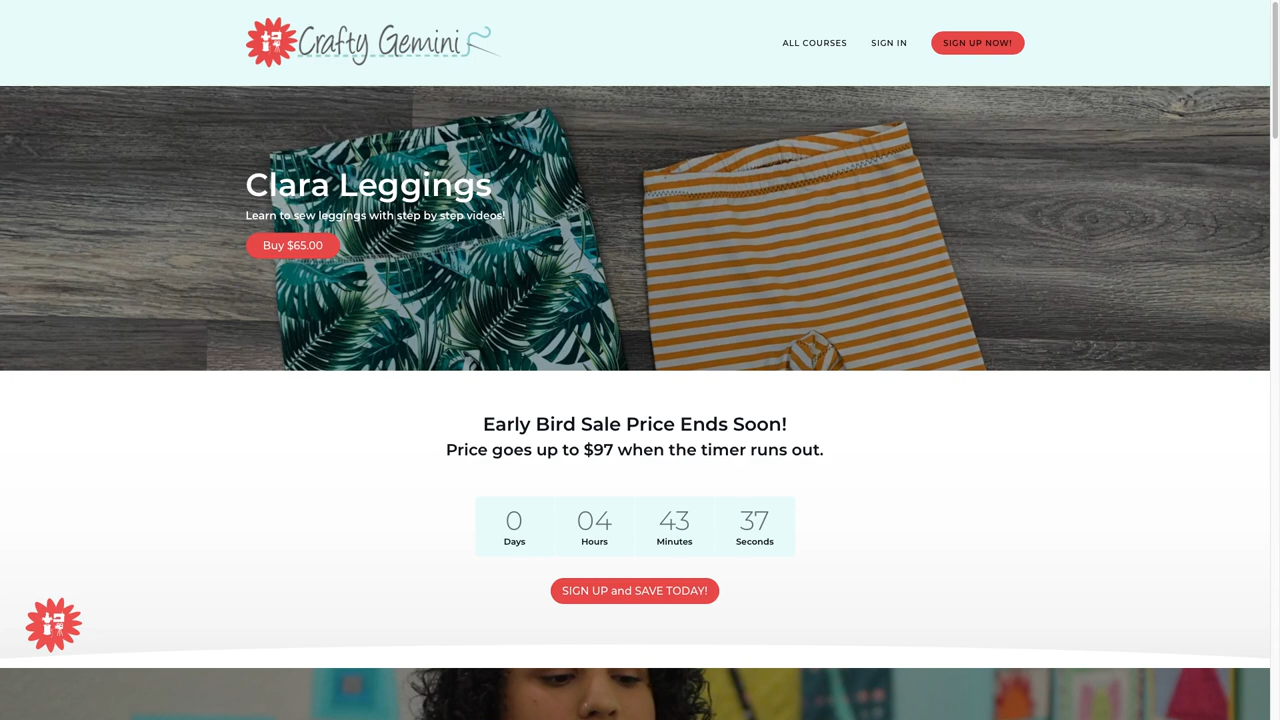 Crafty Gemini
ALL COURSES
SIGN IN
SIGN UP NOW!
Clara Leggings
Learn to sew leggings with step by step videos!
Buy $65.00
Early Bird Sale Price Ends Soon!
Price goes up to $97 when the timer runs out.
0 04 43 37
Days Hours Minutes Seconds
SIGN UP and SAVE TODAY!